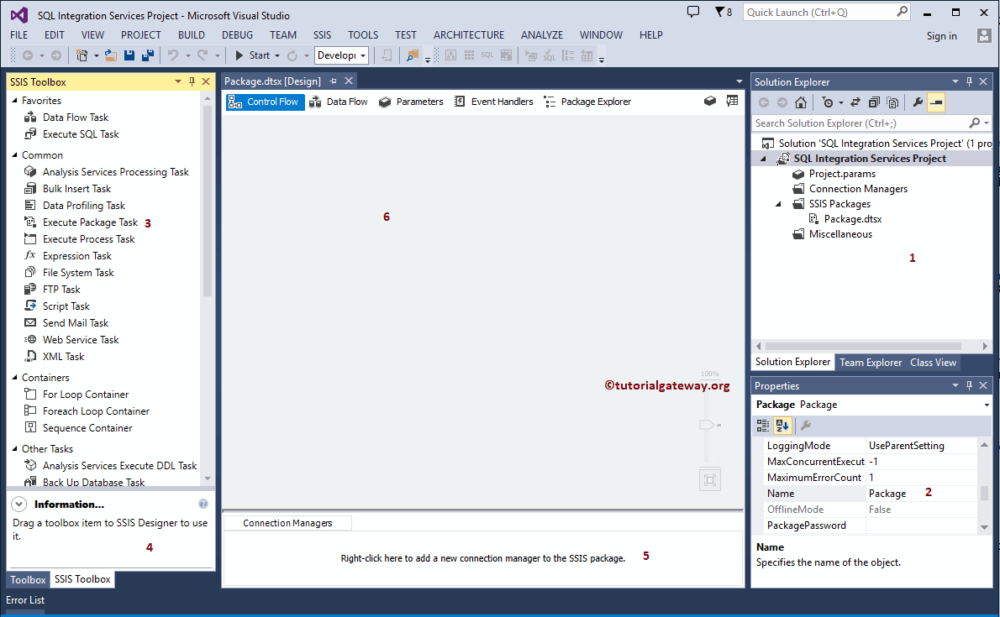 SQL Integration Services Project - Microsoft Visual Studio
8
Quick Launch (Ctrl+Q)
FILE EDIT VIEW PROJECT BUILD DEBUG TEAM SSIS TOOLS TEST ARCHITECTURE ANALYZE WINDOW HELP
Sign in
Start
Developi
SQL
SSIS Toolbox
Favorites
Data Flow Task
Execute SQL Task
Common
Analysis Services Processing Task
Bulk Insert Task
Data Profiling Task
Execute Package Task 3
Execute Process Task
Expression Task
File System Task
FTP Task
Script Task
Send Mail Task
Web Service Task
XML Task
Containers
For Loop Container
Foreach Loop Container
Sequence Container
Other Tasks
Analysis Services Execute DDL Task
Back Up Database Task
Information...
Drag a toolbox item to SSIS Designer to use
it.
4
Toolbox SSIS Toolbox
Error List
Package.dtsx [Design]
Control Flow Data Flow Parameters Event Handlers Package Explorer
6
100%
©tutorialgateway.org
Connection Managers
Right-click here to add a new connection manager to the SSIS package. 5
Solution Explorer
Search Solution Explorer (Ctrl+;)
Solution 'SQL Integration Services Project' (1 proj
SQL Integration Services Project
Project.params
Connection Managers
SSIS Packages
Package.dtsx
Miscellaneous
1
Solution Explorer Team Explorer Class View
Properties
Package Package
LoggingMode UseParentSetting
MaxConcurrentExecut -1
MaximumErrorCount 1
Name Package 2
OfflineMode False
PackagePassword
Name
Specifies the name of the object.